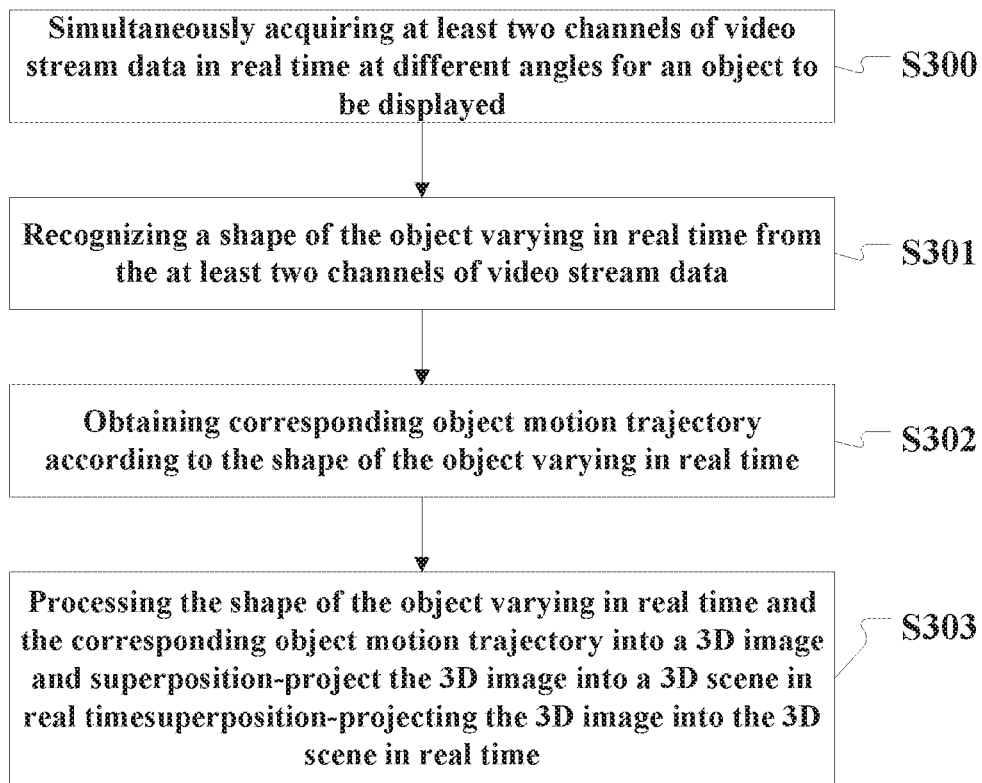 Simultaneously acquiring at least two channels of video
stream data in real time at different angles for an object to
be displayed
S300
Recognizing a shape of the object varying in real time from
the at least two channels of video stream data
S301
Obtaining corresponding object motion trajectory
according to the shape of the object varying in real time
S302
Processing the shape of the object varying in real time and
the corresponding object motion trajectory into a 3D image
and superposition-project the 3D image into a 3D scene in
real timesuperposition-projecting the 3D image into the 3D
scene in real time
S303